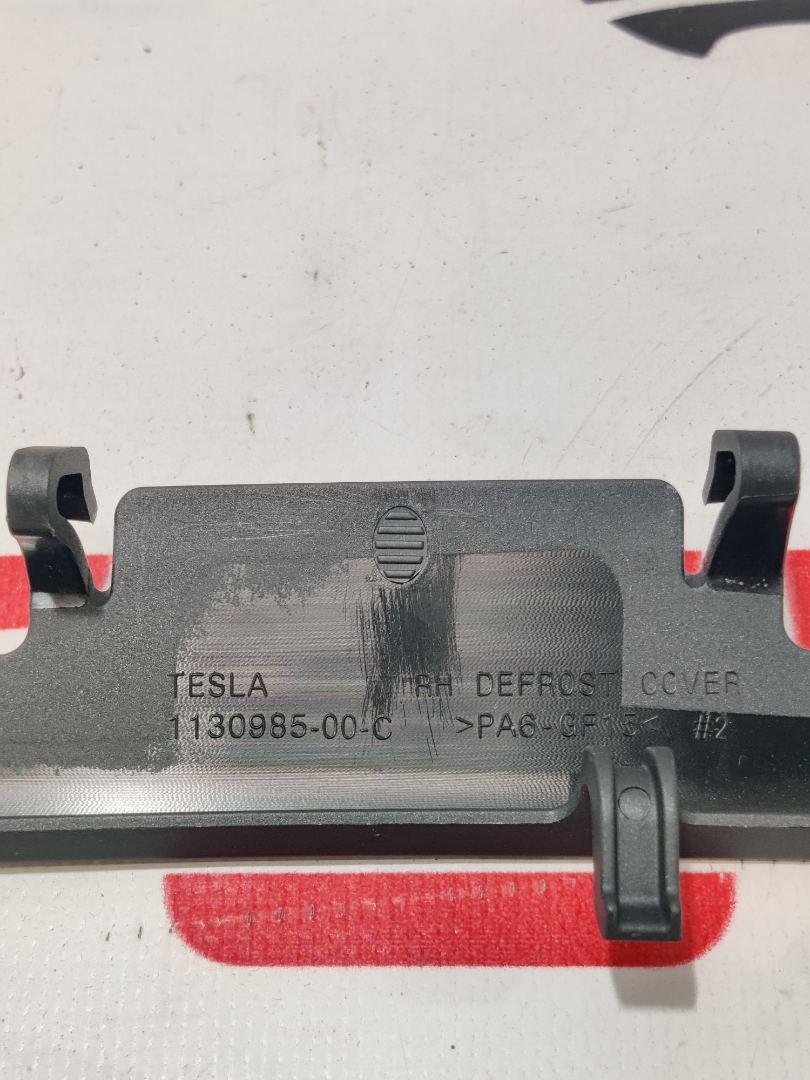 TESLA RH DEFROST COVER
1130985-00-C >PA6-GF15< #2